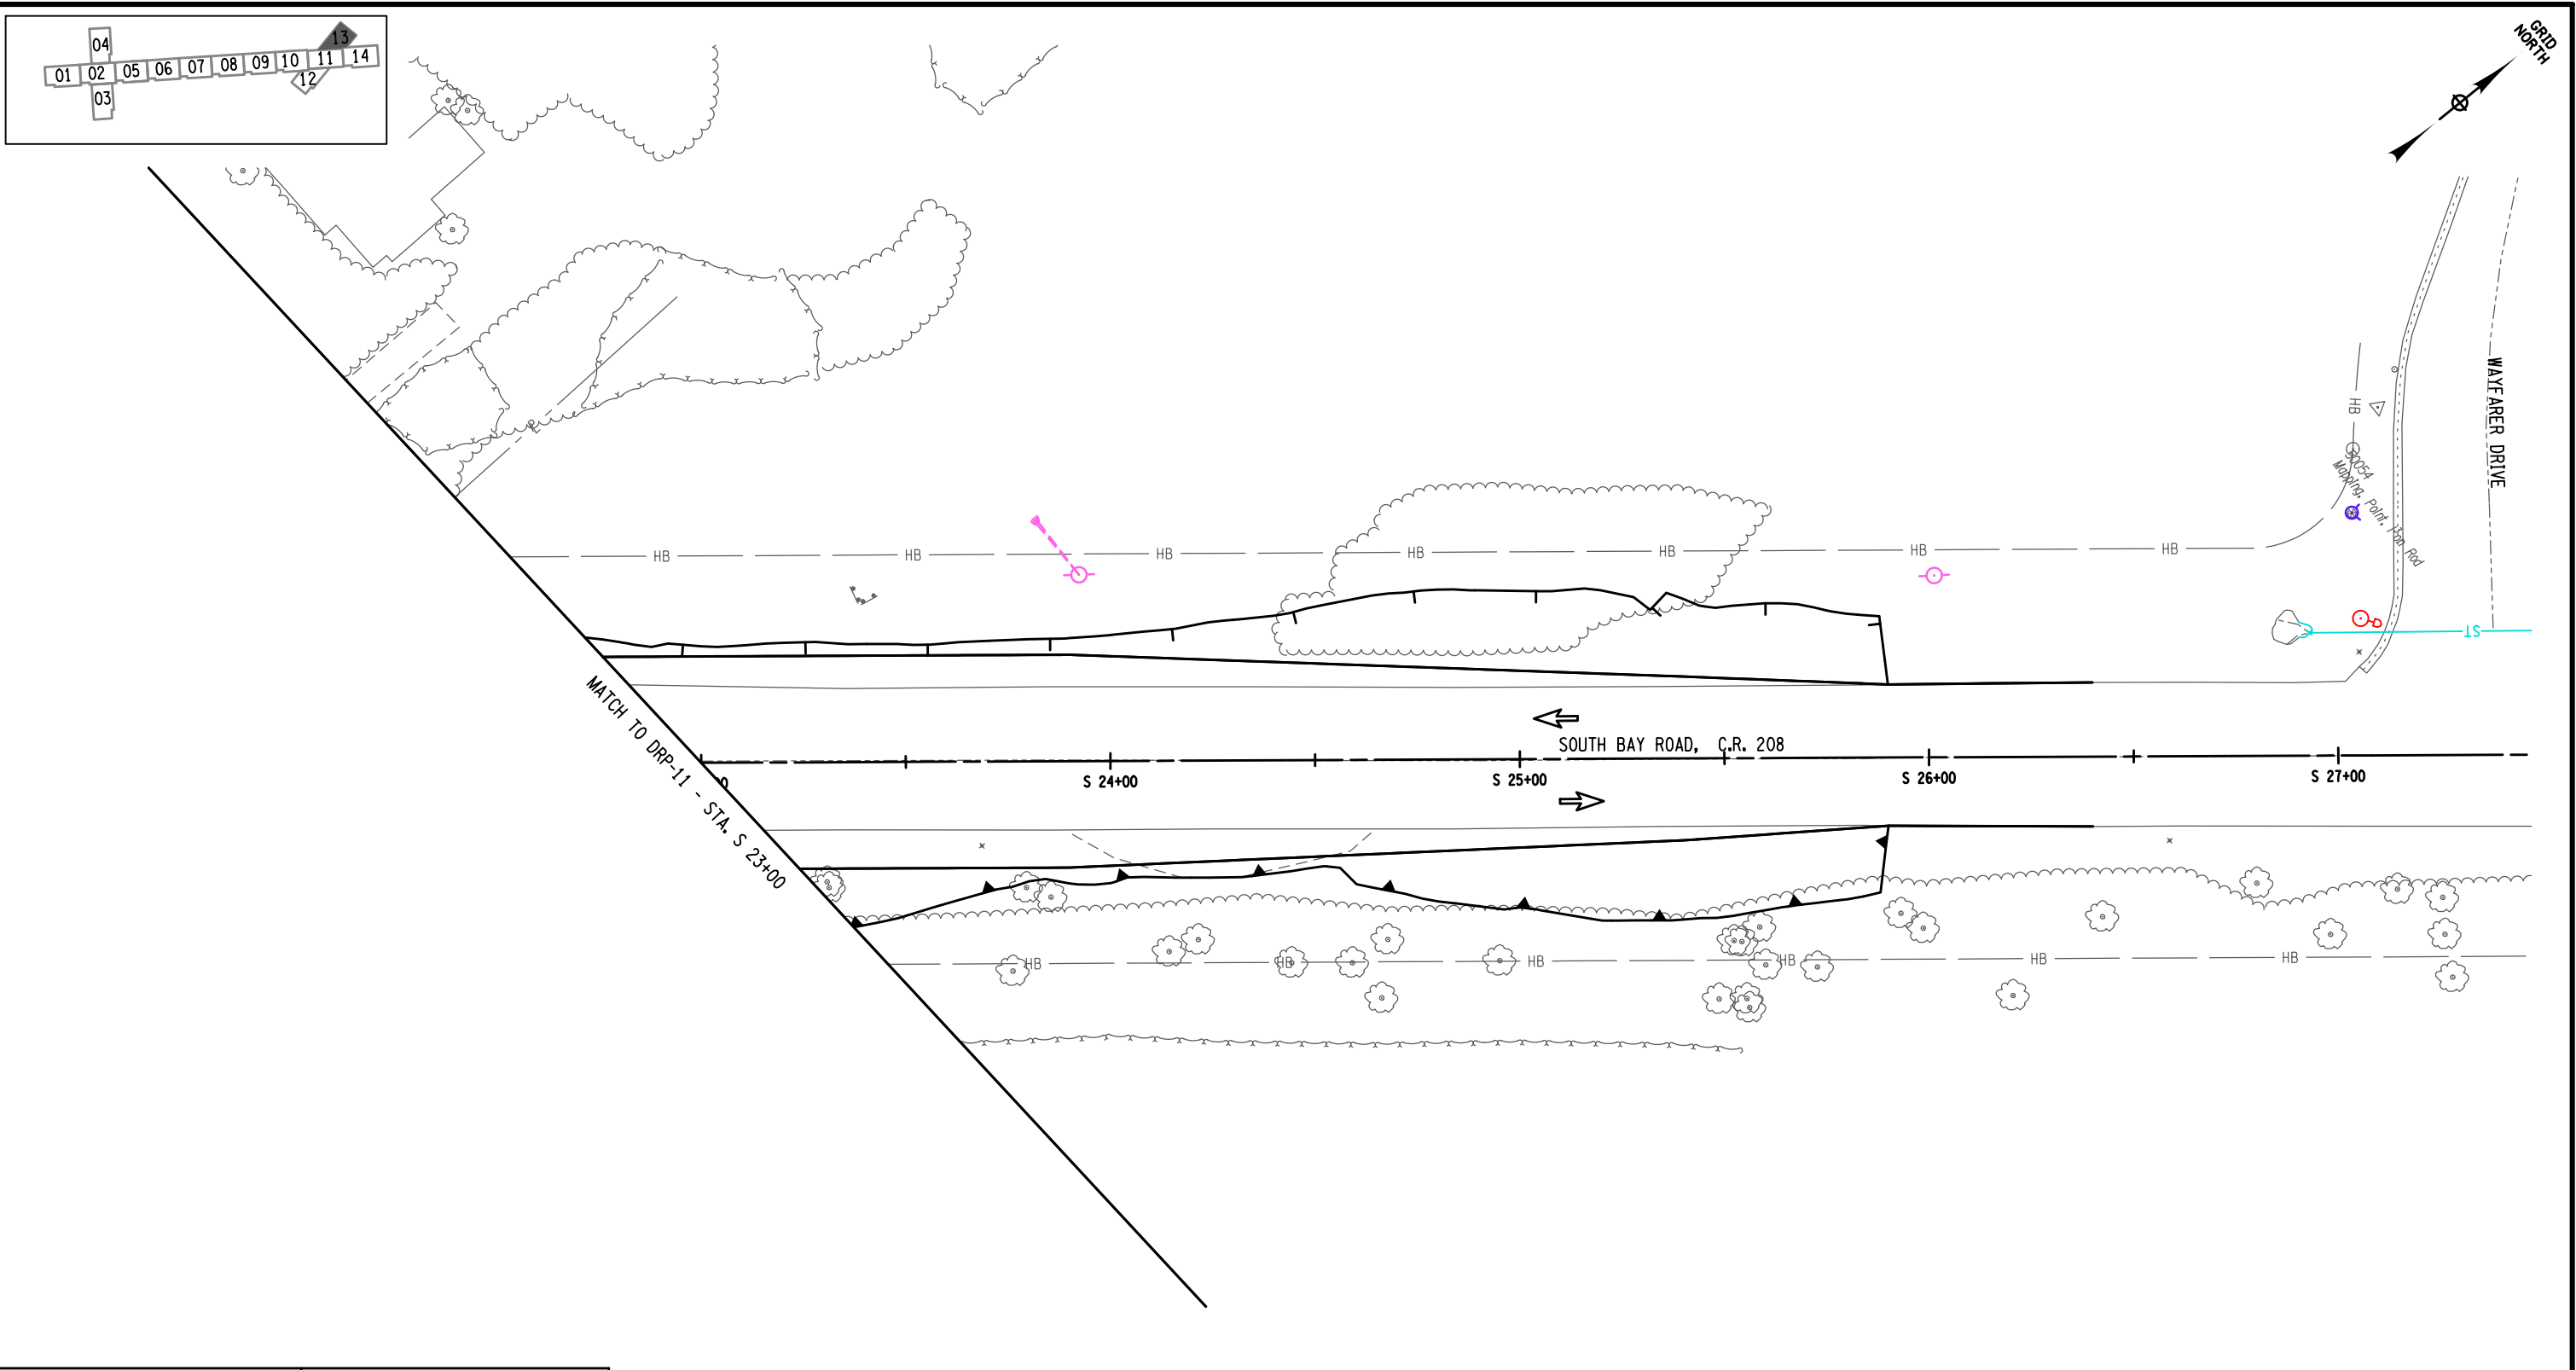 04
13
01 02 05 06 07 08 09 10 11 14
12
03
GRID
NORTH
WAYFARER DRIVE
HB
90054
Mapping, Point, Iron Rod
HB HB HB HB HB HB HB
ST
MATCH TO DRP-11 - STA. S 23+00
SOUTH BAY ROAD, C.R. 208
S 24+00 S 25+00 S 26+00 S 27+00
HB HB HB HB HB HB